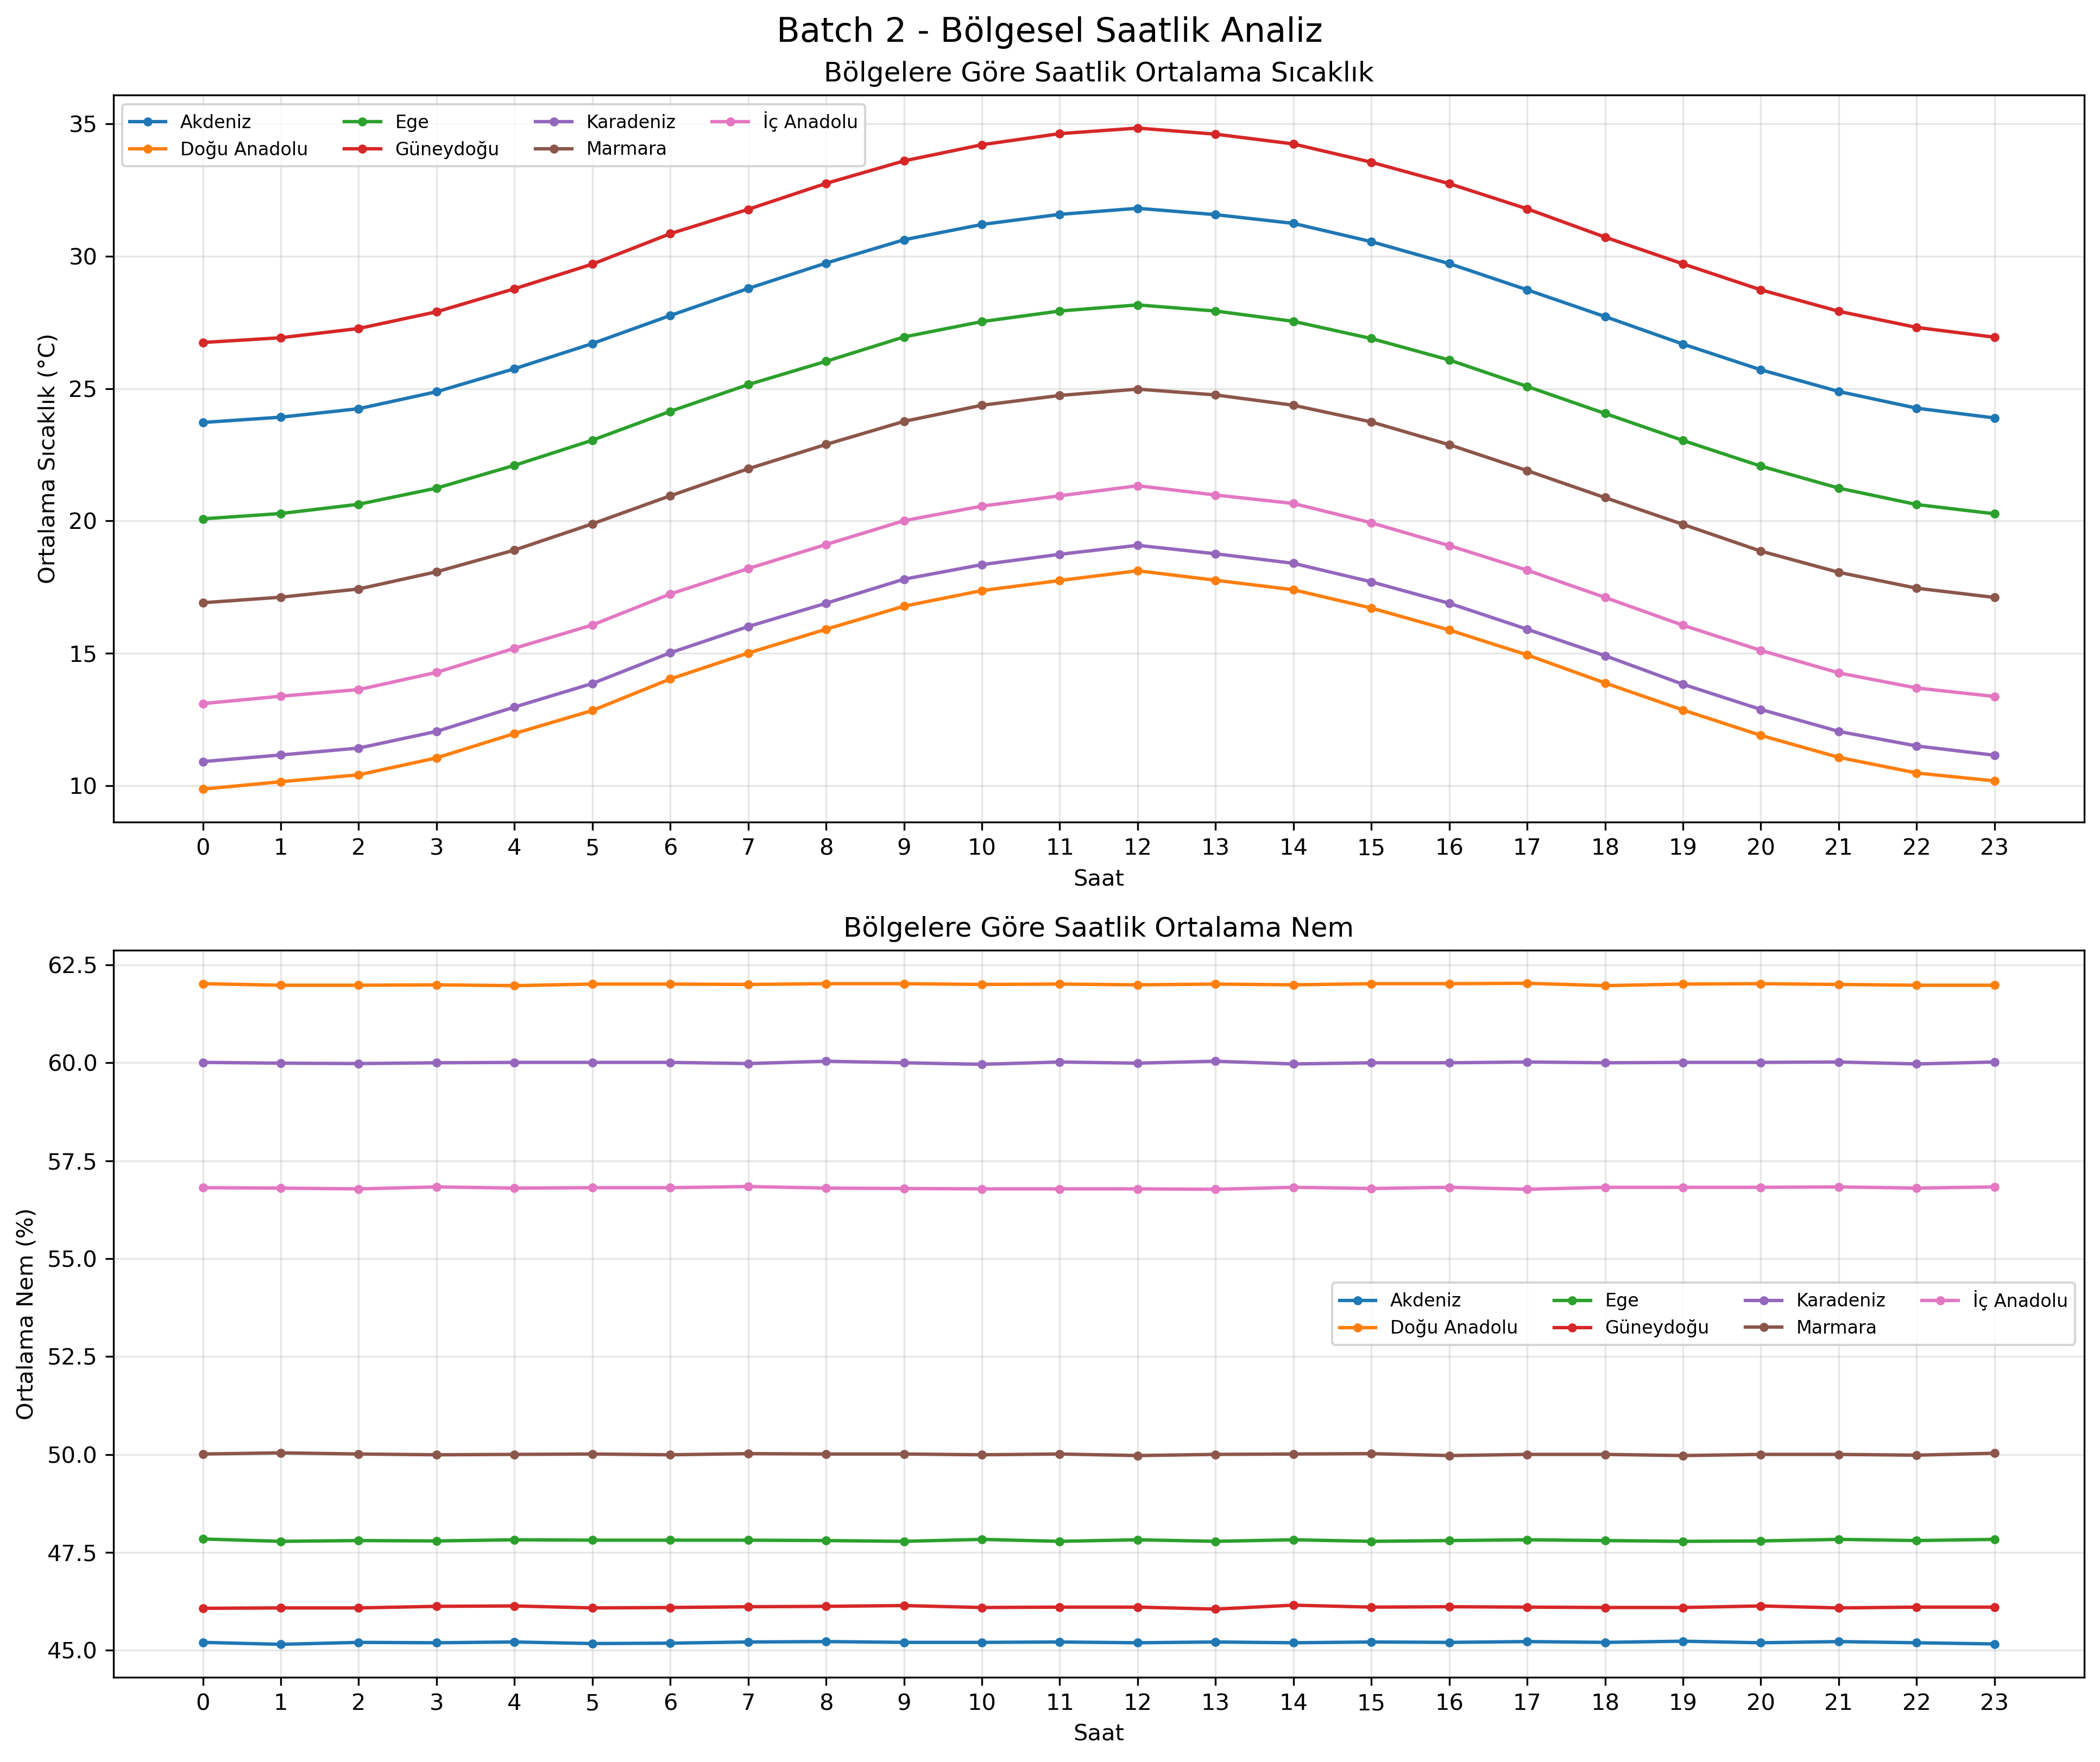 Batch 2 - Bölgesel Saatlik Analiz
Bölgelere Göre Saatlik Ortalama Sıcaklık
Akdeniz Ege Karadeniz İç Anadolu
Doğu Anadolu Güneydoğu Marmara
35
30
25
20
15
10
Ortalama Sıcaklık (°C)
0 1 2 3 4 5 6 7 8 9 10 11 12 13 14 15 16 17 18 19 20 21 22 23
Saat
Bölgelere Göre Saatlik Ortalama Nem
62.5
60.0
57.5
55.0
52.5
50.0
47.5
45.0
Ortalama Nem (%)
Akdeniz Ege Karadeniz İç Anadolu
Doğu Anadolu Güneydoğu Marmara
0 1 2 3 4 5 6 7 8 9 10 11 12 13 14 15 16 17 18 19 20 21 22 23
Saat